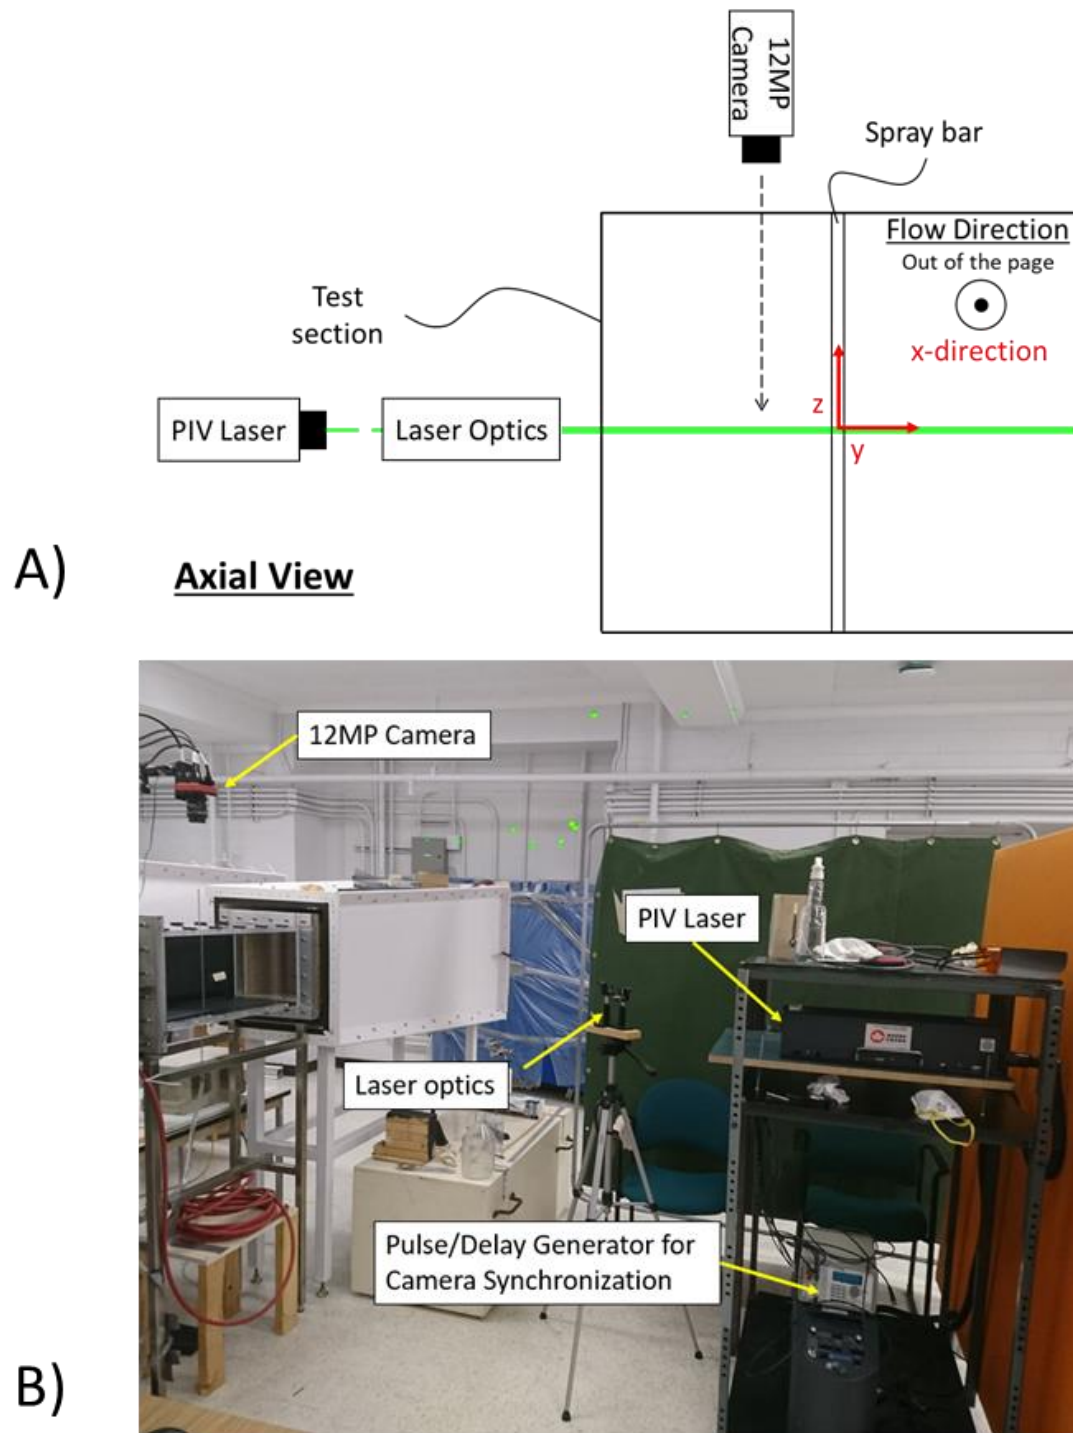 12MP
Camera
Spray bar
Flow Direction
Out of the page
x-direction
Test
section
z
y
PIV Laser
Laser Optics
A)
Axial View
12MP Camera
PIV Laser
Laser optics
Pulse/Delay Generator for
Camera Synchronization
B)